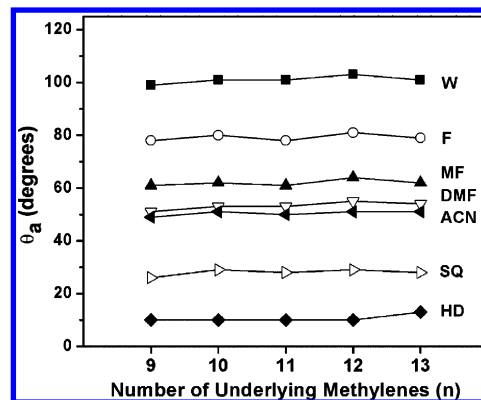 120
100
80
60
40
20
0
θa (degrees)
W
F
MF
DMF
ACN
SQ
HD
9 10 11 12 13
Number of Underlying Methylenes (n)